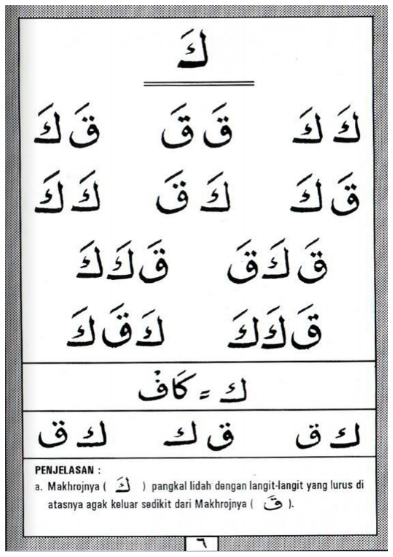 كَ
كَ كَ قَ قَ قَ كَ
قَ كَ كَ قَ كَ كَ
قَ كَ قَ قَ كَ كَ
قَ كَ كَ كَ قَ كَ
ك = كَافْ
ك ق ق ك ك ق
PENJELASAN :
a. Makhrojnya ( كَ ) pangkal lidah dengan langit-langit yang lurus di
atasnya agak keluar sedikit dari Makhrojnya ( قَ ).
٦